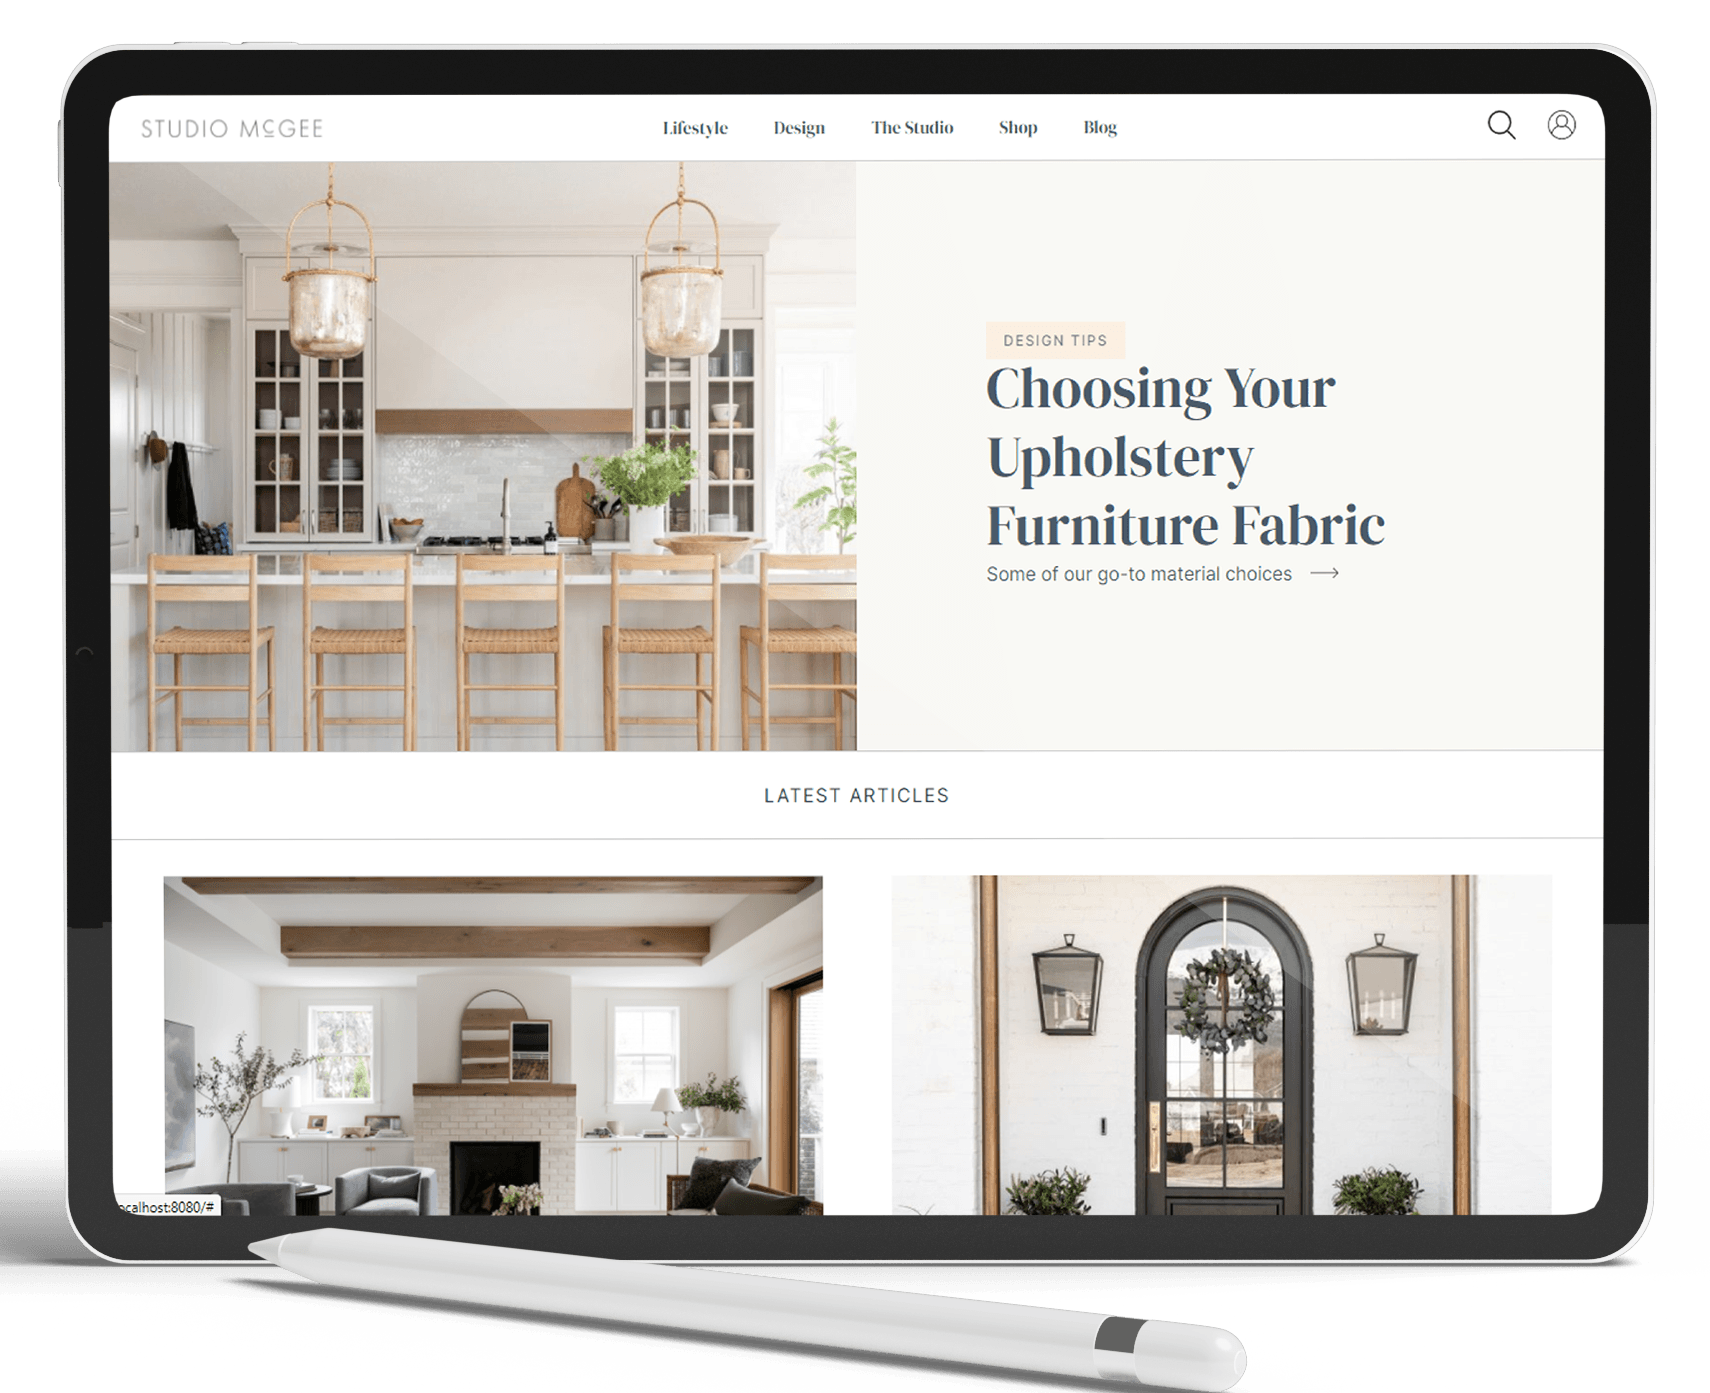 STUDIO McGEE
Lifestyle Design The Studio Shop Blog
DESIGN TIPS
Choosing Your
Upholstery
Furniture Fabric
Some of our go-to material choices →
LATEST ARTICLES
ocalhost:8080/#